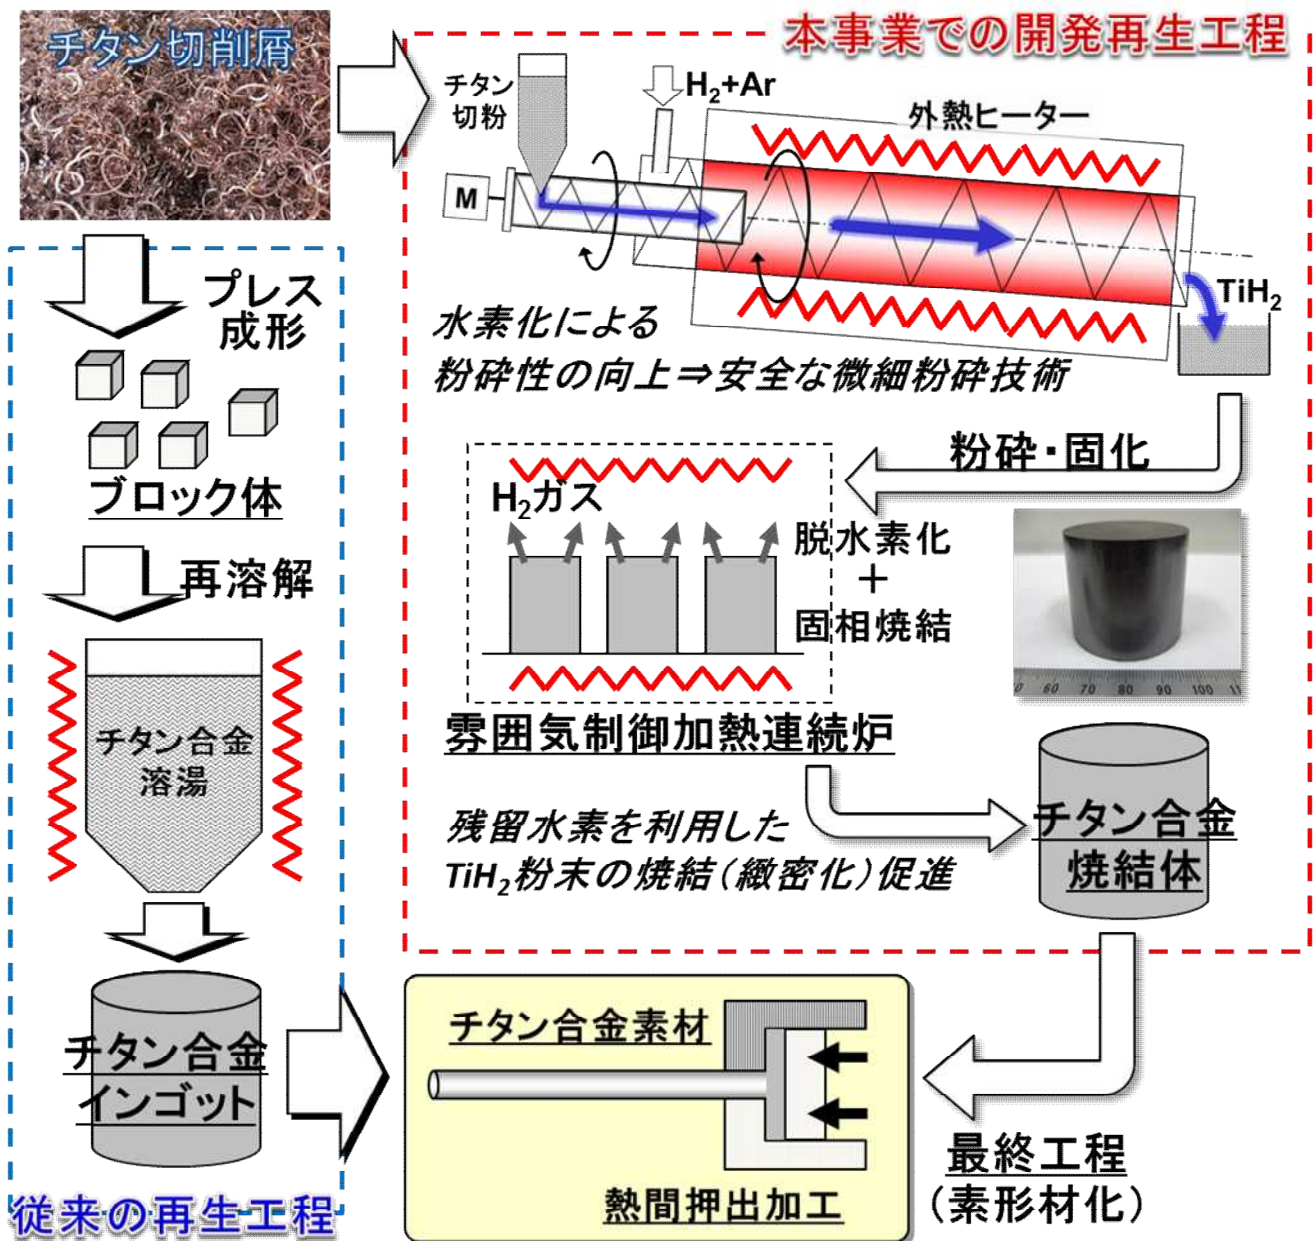 チタン切削屑
本事業での開発再生工程
チタン
切粉
H₂+Ar
外熱ヒーター
M
TiH₂
水素化による
粉砕性の向上⇒安全な微細粉砕技術
粉砕・固化
H₂ガス
脱水素化
+
固相焼結
60 70 80 90 100
雰囲気制御加熱連続炉
残留水素を利用した
TiH₂粉末の焼結(緻密化)促進
チタン合金
焼結体
プレス
成形
ブロック体
再溶解
チタン合金
溶湯
チタン合金
インゴット
従来の再生工程
チタン合金素材
熱間押出加工
最終工程
(素形材化)